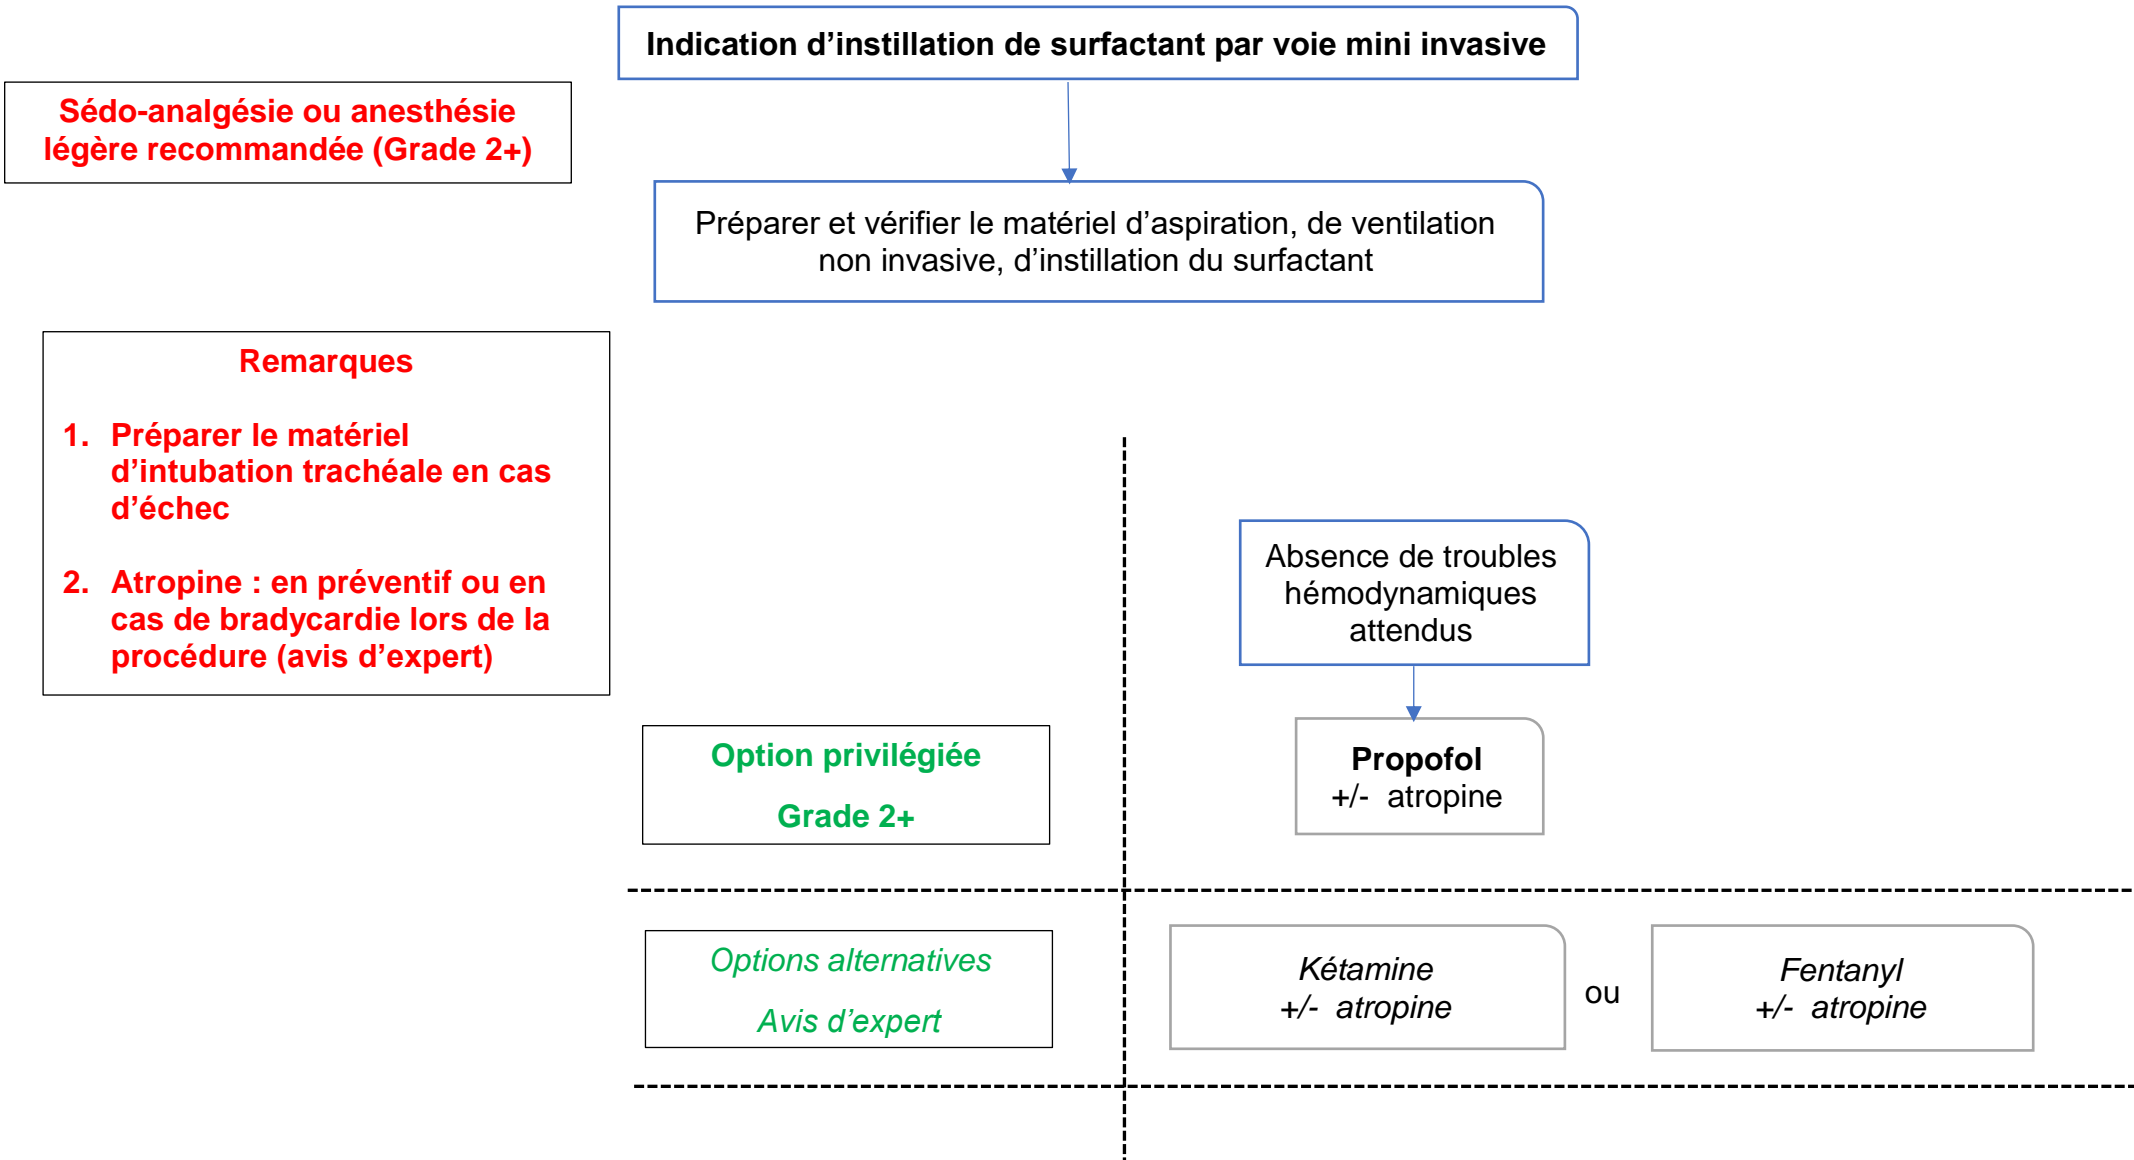 Indication d’instillation de surfactant par voie mini invasive
Sédo-analgésie ou anesthésie
légère recommandée (Grade 2+)
Préparer et vérifier le matériel d’aspiration, de ventilation
non invasive, d’instillation du surfactant
Remarques
1. Préparer le matériel
d’intubation trachéale en cas
d’échec
2. Atropine : en préventif ou en
cas de bradycardie lors de la
procédure (avis d’expert)
Absence de troubles
hémodynamiques
attendus
Option privilégiée
Grade 2+
Propofol
+/- atropine
Options alternatives
Avis d’expert
Kétamine
+/- atropine
ou
Fentanyl
+/- atropine